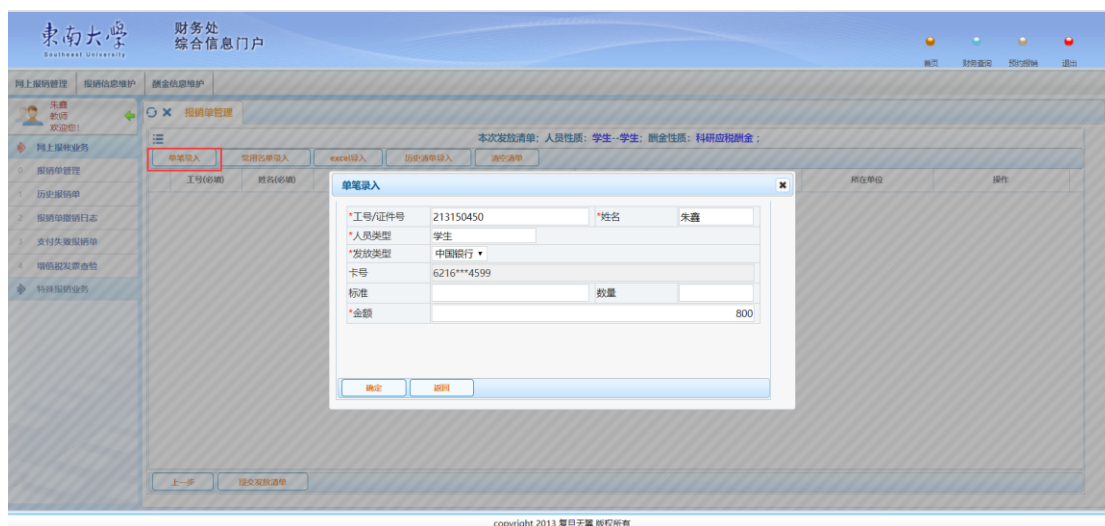 東南大學
Southeast University
财务处
综合信息门户
首页 财务查询 预约报销 退出
网上报销管理 报销信息维护 酬金信息维护
朱鑫
教师
欢迎您!
报销单管理
网上报账业务
0 报销单管理
1 历史报销单
2 报销单撤销日志
3 支付失败报销单
4 增值税发票查验
特殊报销业务
本次发放清单; 人员性质: 学生--学生; 酬金性质: 科研应税酬金;
单笔录入 常用名单导入 excel导入 历史清单导入 清空清单
工号(必填) 姓名(必填) 所在单位 操作
单笔录入
*工号/证件号 213150450 *姓名 朱鑫
*人员类型 学生
*发放类型 中国银行
卡号 6216***4599
标准 数量
*金额 800
确定 返回
上一步 提交发放清单
copyright 2013 复旦天翼 版权所有